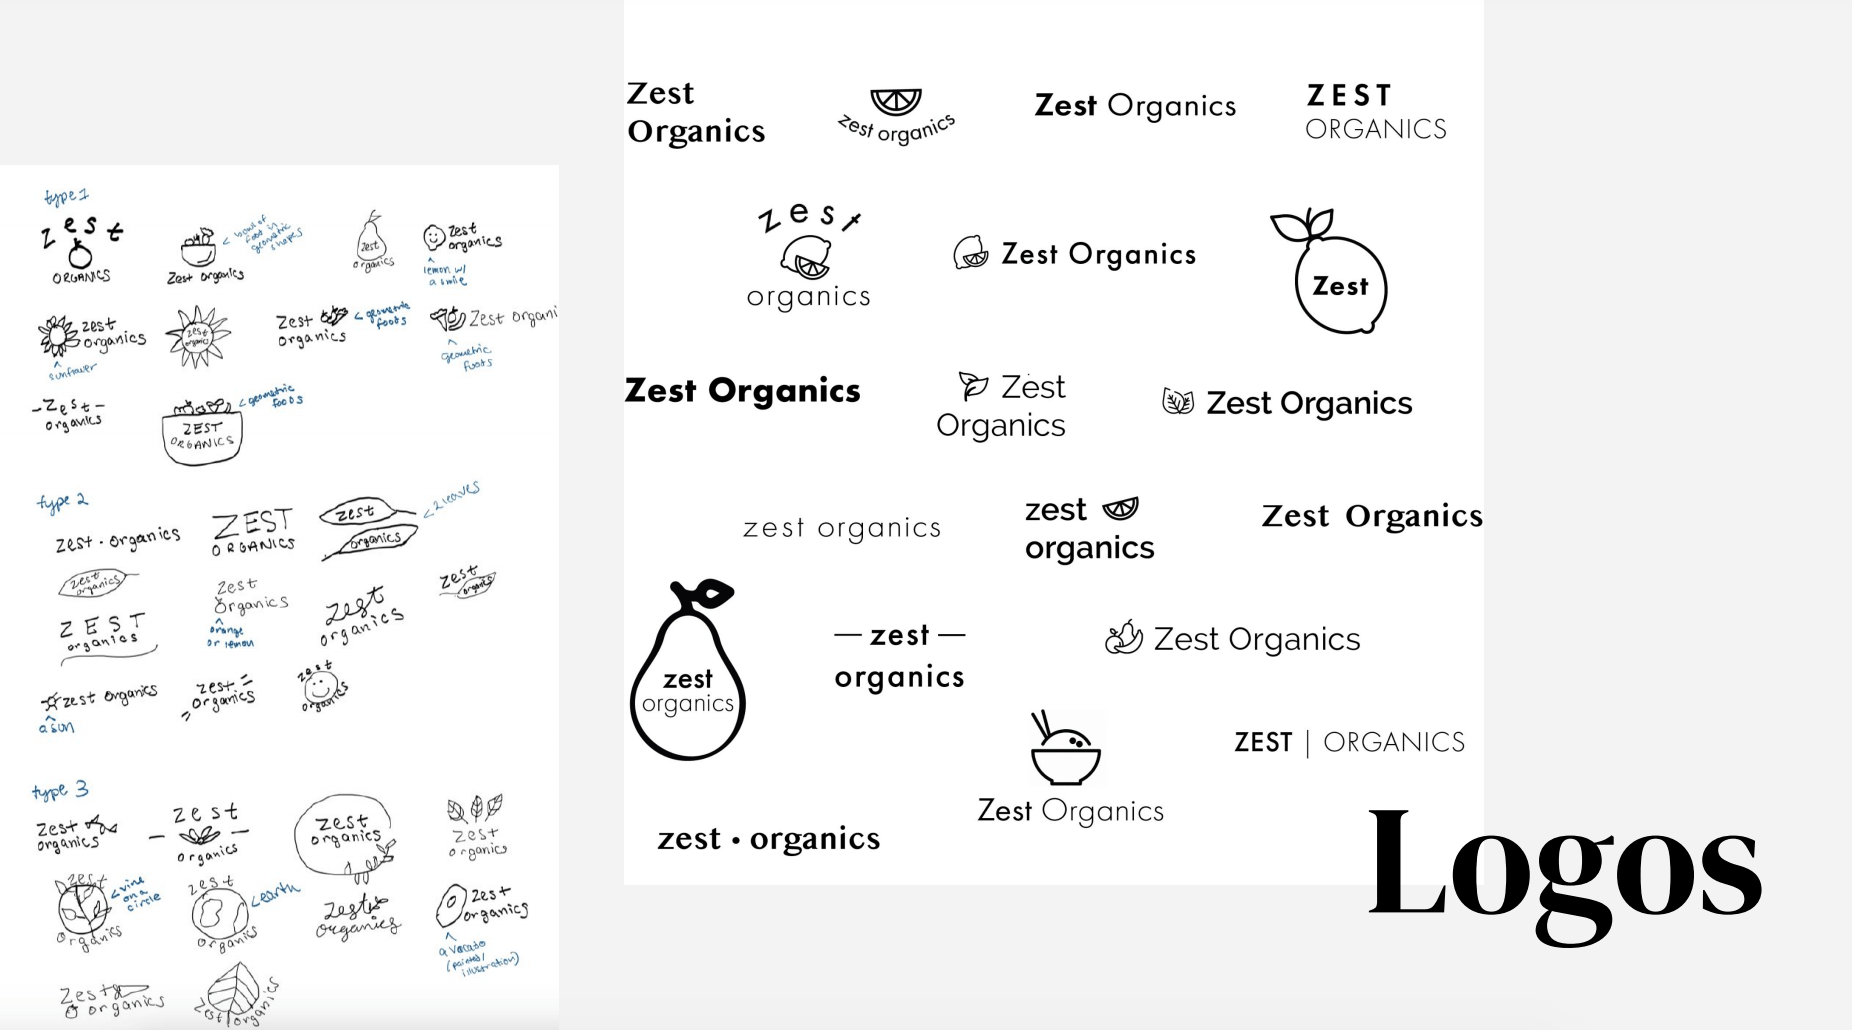 type 1
zest
ORGANICS
Zest organics
< bowl of food in geometric shapes
zest
organics
zest
organics
^
lemon w/
a smile
zest
organics
^
sunflower
zest
organics
Zest
organics
< geometric
foods
Zest organi
^
geometric
foods
-Zest-
organics
ZEST
ORGANICS
< geometric
foods
type 2
zest · organics
ZEST
ORGANICS
zest
organics
< 2 leaves
zest
organics
zest
organics
^
orange
or lemon
zest
organics
zest
organics
ZEST
organics
zest organics
^
a sun
zest
organics
zest
organics
type 3
zest
organics
zest
organics
zest
organics
zest
organics
zest
organics
< vine
on a
circle
zest
organics
< earth
zest
organics
zest
organics
^
avocado
(painted/
illustration)
Zest
organics
zest organics
Zest
Organics
zest organics
Zest Organics
ZEST
ORGANICS
zest
organics
Zest Organics
Zest
Zest Organics
Zest
Organics
Zest Organics
zest organics
zest
organics
Zest Organics
zest
organics
— zest —
organics
Zest Organics
Zest Organics
ZEST | ORGANICS
zest • organics
Logos